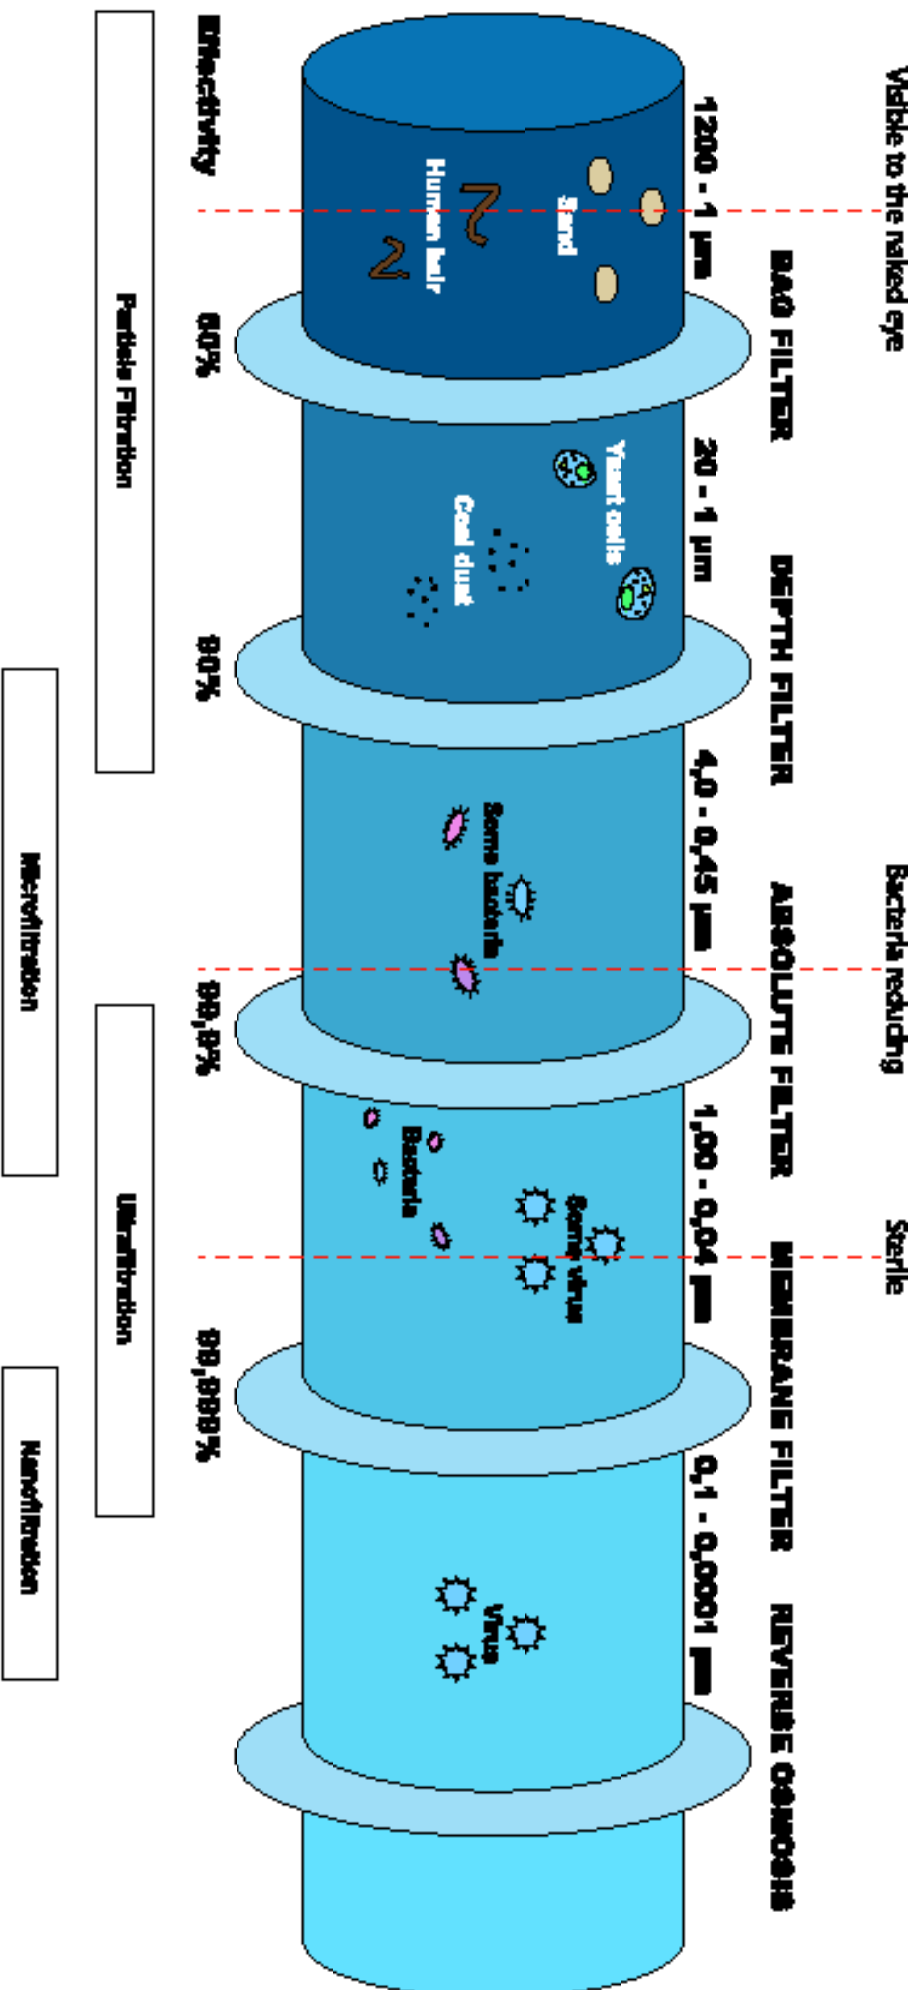 Visible to the naked eye
Bacteria reducing
Sterile
BAG FILTER
DEPTH FILTER
ABSOLUTE FILTER
MEMBRANE FILTER
REVERSE OSMOSIS
1200 - 1 µm
20 - 1 µm
4,0 - 0,45 µm
1,00 - 0,04 µm
0,1 - 0,0001 µm
Sand
Human hair
Yeast cells
Coal dust
Some bacteria
Some virus
Bacteria
Virus
Effectivity
90%
99,9%
99,999%
Particle Filtration
Ultrafiltration
Microfiltration
Nanofiltration